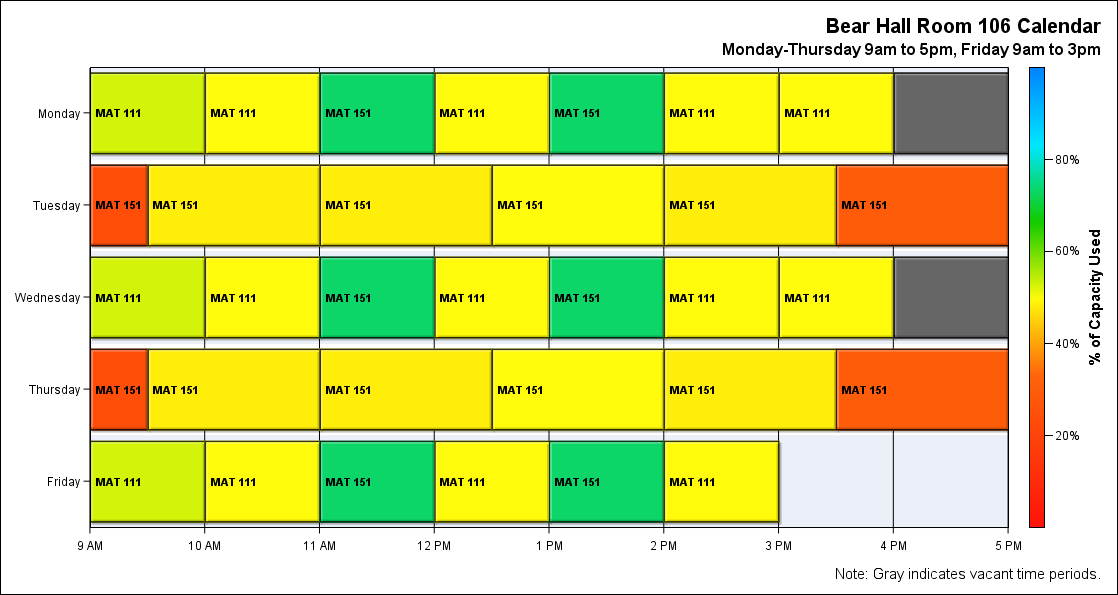 Bear Hall Room 106 Calendar
Monday-Thursday 9am to 5pm, Friday 9am to 3pm
Monday MAT 111 MAT 111 MAT 151 MAT 111 MAT 151 MAT 111 MAT 111
80%
Tuesday MAT 151 MAT 151 MAT 151 MAT 151 MAT 151 MAT 151
60%
Wednesday MAT 111 MAT 111 MAT 151 MAT 111 MAT 151 MAT 111 MAT 111
% of Capacity Used
40%
Thursday MAT 151 MAT 151 MAT 151 MAT 151 MAT 151 MAT 151
20%
Friday MAT 111 MAT 111 MAT 151 MAT 111 MAT 151 MAT 111
9 AM 10 AM 11 AM 12 PM 1 PM 2 PM 3 PM 4 PM 5 PM
Note: Gray indicates vacant time periods.